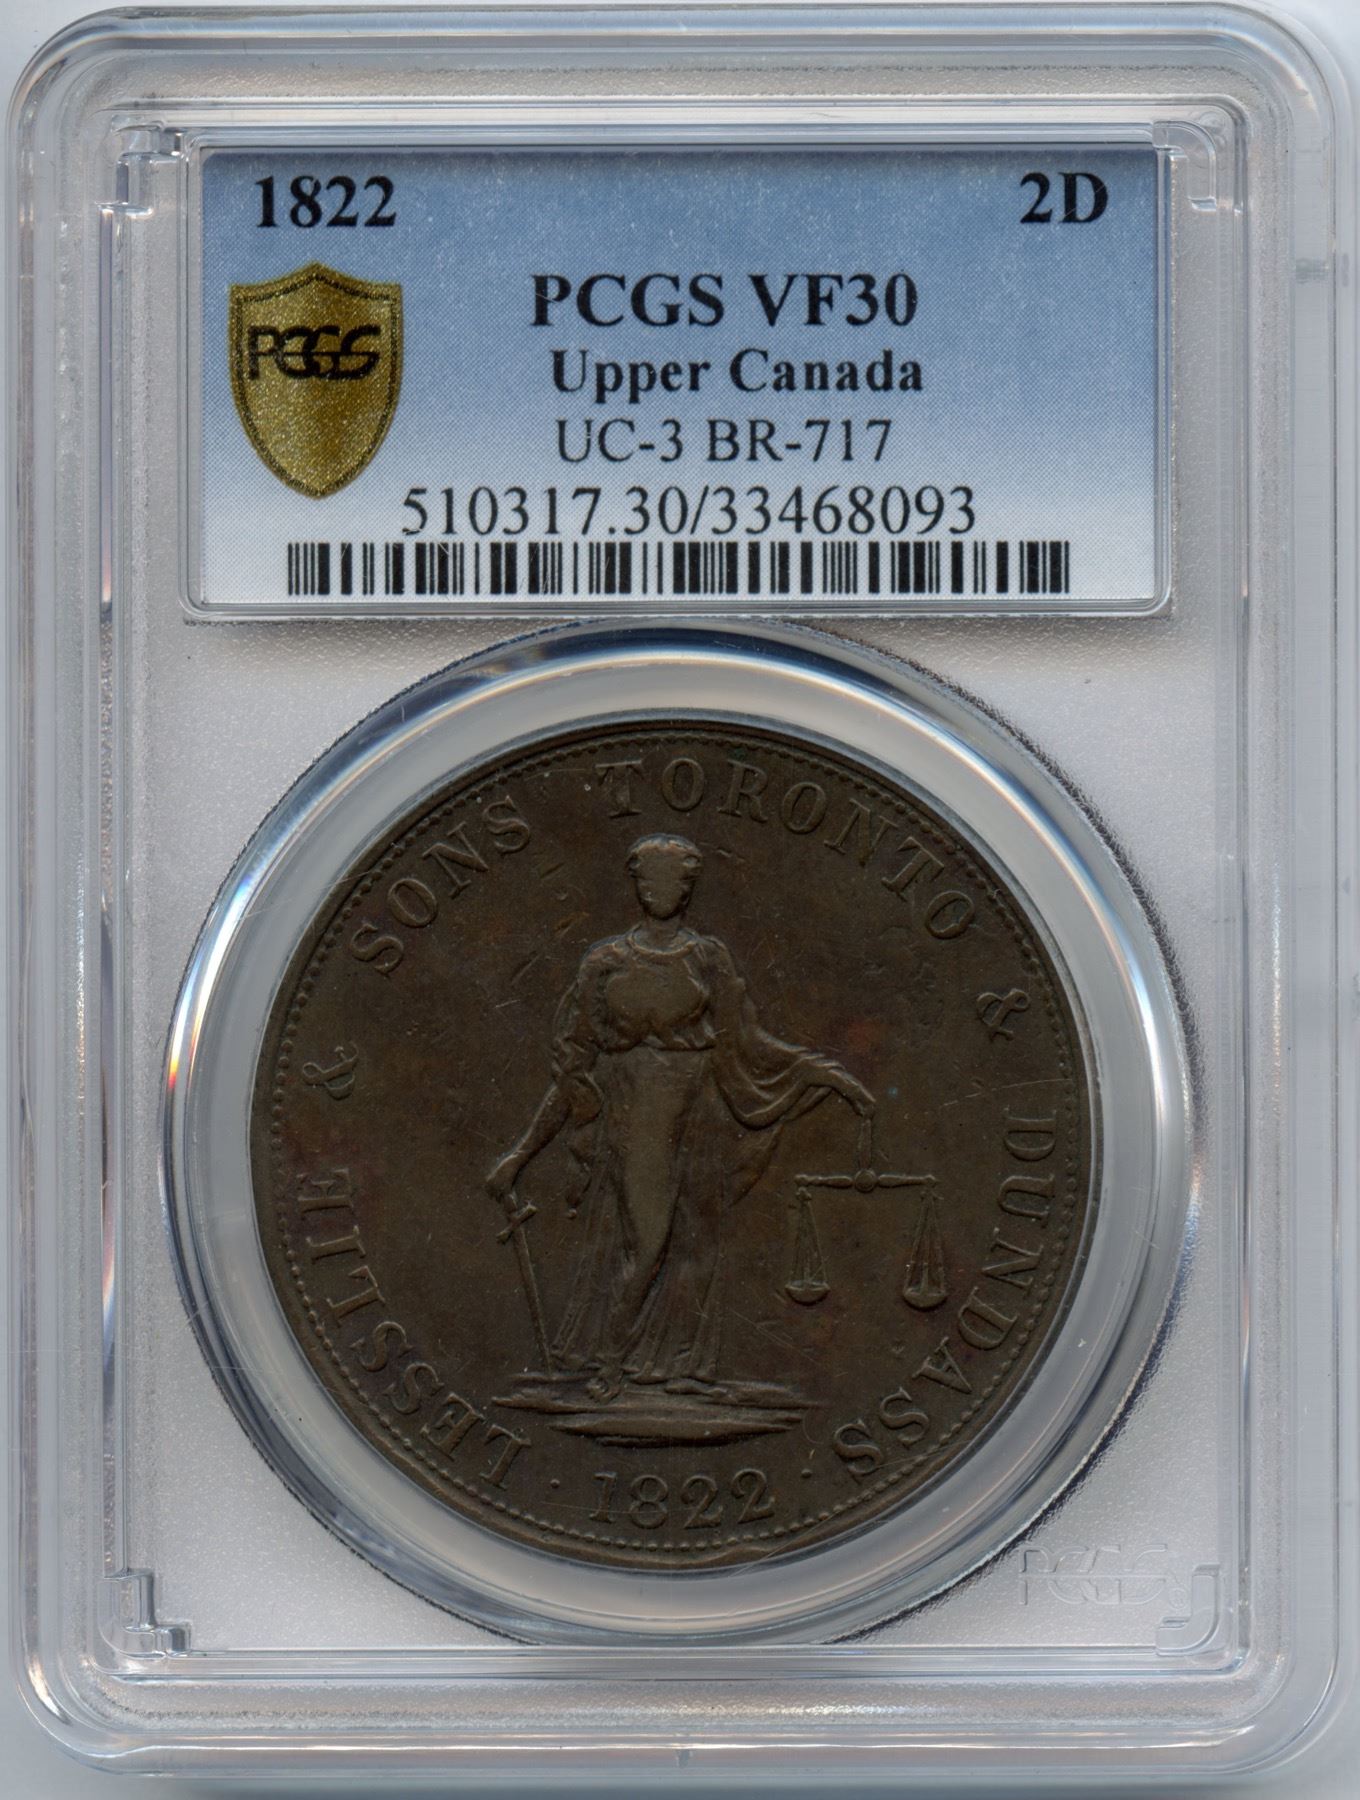 1822 2D
PCGS VF30
PCGS
Upper Canada
UC-3 BR-717
510317.30/33468093
LESSLIE & SONS TORONTO & DUNDASS
· 1822 ·
PCGS